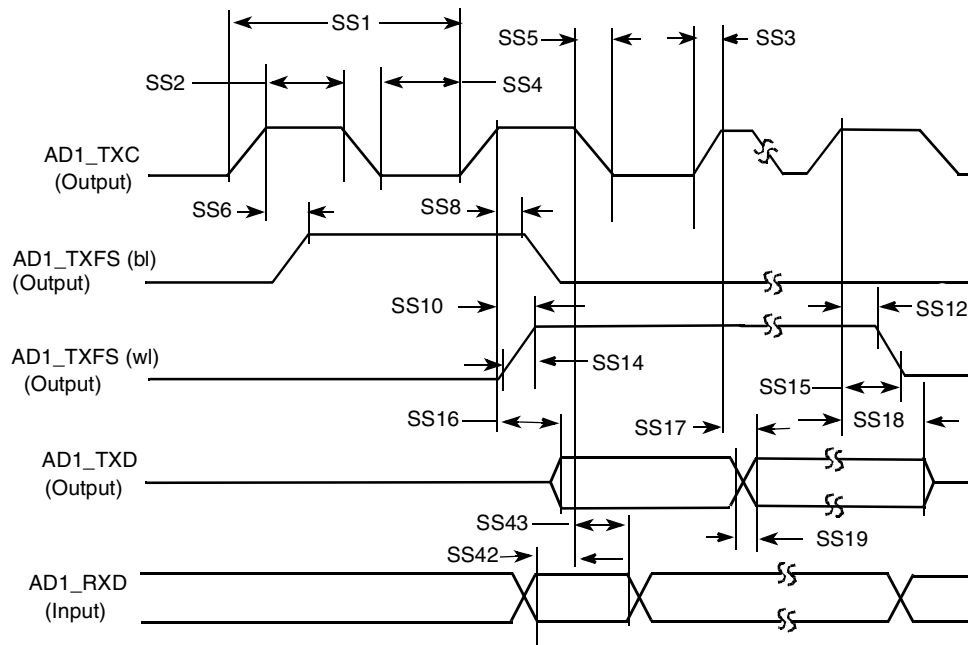 SS1
SS5
SS3
SS2
SS4
AD1_TXC
(Output)
SS6
SS8
AD1_TXFS (bl)
(Output)
SS10
SS12
AD1_TXFS (wl)
(Output)
SS14
SS15
SS16
SS17
SS18
AD1_TXD
(Output)
SS43
SS19
SS42
AD1_RXD
(Input)